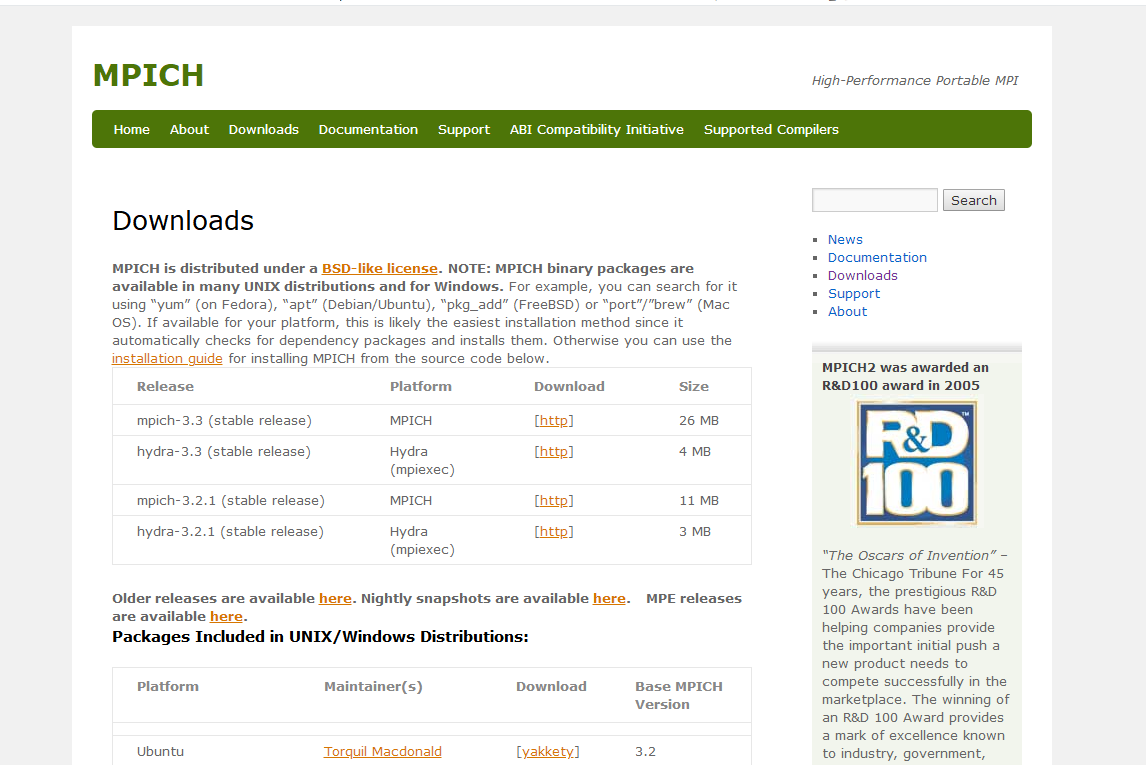 MPICH
High-Performance Portable MPI
Home About Downloads Documentation Support ABI Compatibility Initiative Supported Compilers
Search
Downloads
MPICH is distributed under a BSD-like license. NOTE: MPICH binary packages are
available in many UNIX distributions and for Windows. For example, you can search for it
using “yum” (on Fedora), “apt” (Debian/Ubuntu), “pkg_add” (FreeBSD) or “port”/”brew” (Mac
OS). If available for your platform, this is likely the easiest installation method since it
automatically checks for dependency packages and installs them. Otherwise you can use the
installation guide for installing MPICH from the source code below.
Release Platform Download Size
mpich-3.3 (stable release) MPICH [http] 26 MB
hydra-3.3 (stable release) Hydra [http] 4 MB
(mpiexec)
mpich-3.2.1 (stable release) MPICH [http] 11 MB
hydra-3.2.1 (stable release) Hydra [http] 3 MB
(mpiexec)
Older releases are available here. Nightly snapshots are available here. MPE releases
are available here.
Packages Included in UNIX/Windows Distributions:
Platform Maintainer(s) Download Base MPICH
Version
Ubuntu Torquil Macdonald [yakkety] 3.2
News
Documentation
Downloads
Support
About
MPICH2 was awarded an
R&D100 award in 2005
R&D™
100
“The Oscars of Invention” –
The Chicago Tribune For 45
years, the prestigious R&D
100 Awards have been
helping companies provide
the important initial push a
new product needs to
compete successfully in the
marketplace. The winning of
an R&D 100 Award provides
a mark of excellence known
to industry, government,